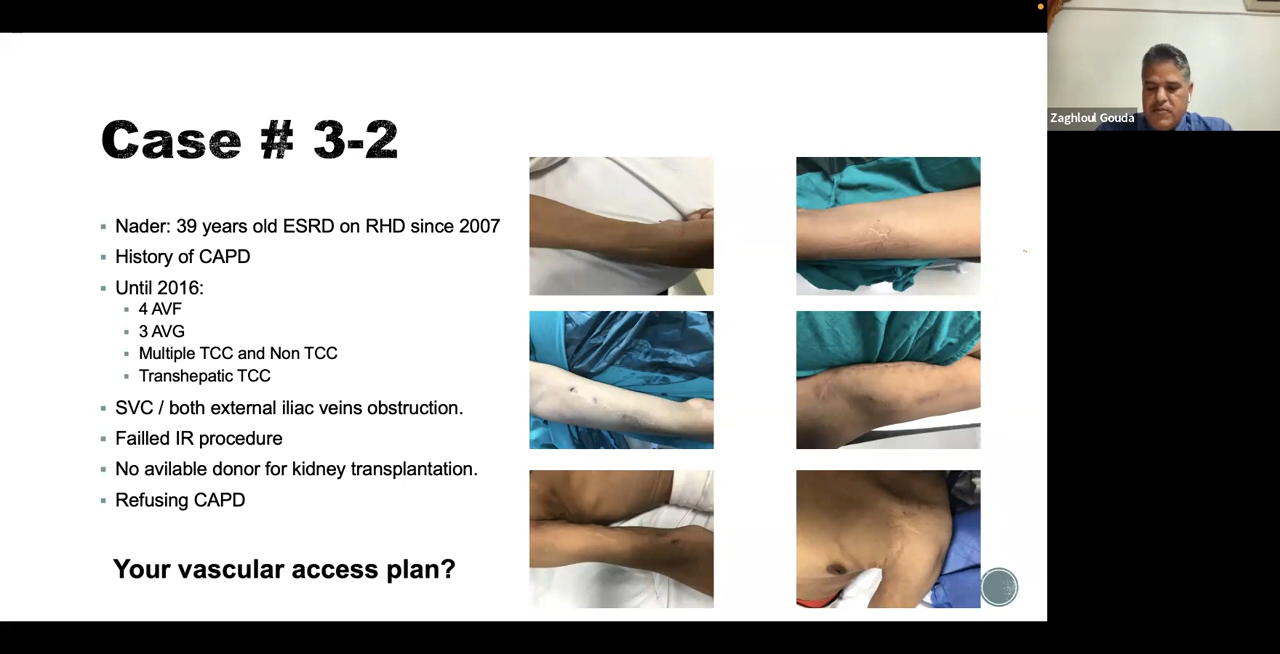 Case # 3-2
Nader: 39 years old ESRD on RHD since 2007
History of CAPD
Until 2016:
4 AVF
3 AVG
Multiple TCC and Non TCC
Transhepatic TCC
SVC / both external iliac veins obstruction.
Failled IR procedure
No avilable donor for kidney transplantation.
Refusing CAPD
Your vascular access plan?
Zaghloul Gouda